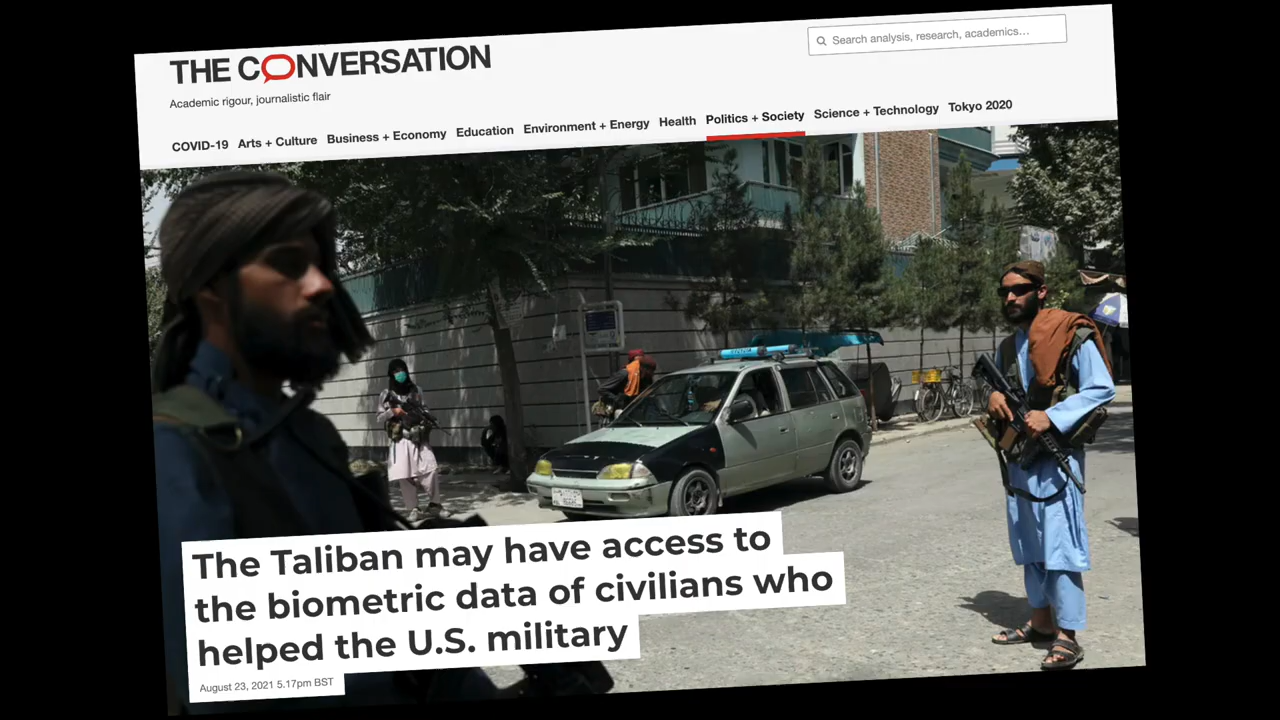 THE CONVERSATION
Academic rigour, journalistic flair
Search analysis, research, academics...
COVID-19 Arts + Culture Business + Economy Education Environment + Energy Health Politics + Society Science + Technology Tokyo 2020
The Taliban may have access to
the biometric data of civilians who
helped the U.S. military
August 23, 2021 5.17pm BST